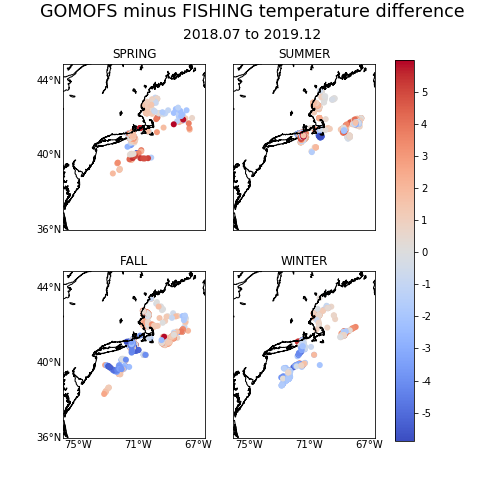 GOMOFS minus FISHING temperature difference
2018.07 to 2019.12
SPRING
SUMMER
44°N
40°N
36°N
FALL
WINTER
44°N
40°N
36°N
75°W
71°W
67°W
75°W
71°W
67°W
5
4
3
2
1
0
-1
-2
-3
-4
-5